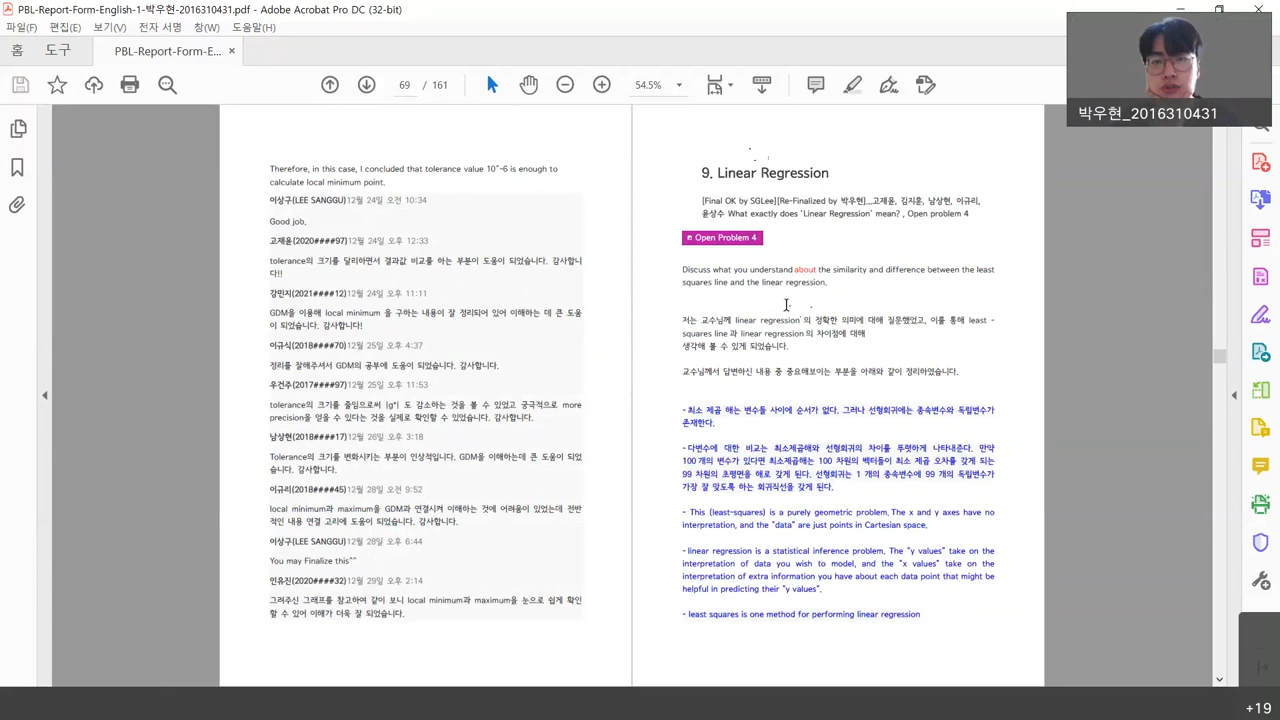 PBL-Report-Form-English-1-박우현-2016310431.pdf - Adobe Acrobat Pro DC (32-bit)
파일(F) 편집(E) 보기(V) 전자 서명 창(W) 도움말(H)
홈 도구 PBL-Report-Form-E... ×
69 / 161 54.5%
박우현_2016310431
Therefore, in this case, I concluded that tolerance value 10^-6 is enough to
calculate local minimum point.
이상구(LEE SANGGU)12월 24일 오전 10:34
Good job.
고재윤(2020####97)12월 24일 오후 12:33
tolerance의 크기를 달리하면서 결과값 비교를 하는 부분이 도움이 되었습니다. 감사합니
다!!
강민지(2021####12)12월 24일 오후 11:11
GDM을 이용해 local minimum 을 구하는 내용이 잘 정리되어 있어 이해하는 데 큰 도움
이 되었습니다. 감사합니다!
이규식(2018####70)12월 25일 오후 4:37
정리를 잘해주셔서 GDM의 공부에 도움이 되었습니다. 감사합니다.
우건주(2017####97)12월 25일 오후 11:53
tolerance의 크기를 줄임으로써 |g*| 도 감소하는 것을 볼 수 있었고 궁극적으로 more
precision을 얻을 수 있다는 것을 실제로 확인할 수 있었습니다. 감사합니다.
남상현(2018####17)12월 26일 오후 3:18
Tolerance의 크기를 변화시키는 부분이 인상적입니다. GDM을 이해하는데 큰 도움이 되었
습니다. 감사합니다.
이규리(2018####45)12월 28일 오전 9:52
local minimum과 maximum을 GDM과 연결시켜 이해하는 것에 어려움이 있었는데 전반
적인 내용 연결 고리에 도움이 되었습니다. 감사합니다.
이상구(LEE SANGGU)12월 28일 오후 6:44
You may Finalize this^^
인유진(2020####32)12월 29일 오후 2:14
그려주신 그래프를 참고하여 같이 보니 local minimum과 maximum을 눈으로 쉽게 확인
할 수 있어 이해가 더욱 잘 되었습니다.
9. Linear Regression
[Final OK by SGLee][Re-Finalized by 박우현],,,고재윤, 김지훈, 남상현, 이규리,
윤상수 What exactly does 'Linear Regression' mean? , Open problem 4
Open Problem 4
Discuss what you understand about the similarity and difference between the least
squares line and the linear regression.
저는 교수님께 linear regression 의 정확한 의미에 대해 질문했었고, 이를 통해 least -
squares line 과 linear regression 의 차이점에 대해
생각해 볼 수 있게 되었습니다.
교수님께서 답변하신 내용 중 중요해보이는 부분을 아래와 같이 정리하였습니다.
- 최소 제곱 해는 변수들 사이에 순서가 없다. 그러나 선형회귀에는 종속변수와 독립변수가
존재한다.
- 다변수에 대한 비교는 최소제곱해와 선형회귀의 차이를 뚜렷하게 나타내준다. 만약
100 개의 변수가 있다면 최소제곱해는 100 차원의 벡터들이 최소 제곱 오차를 갖게 되는
99 차원의 초평면을 해로 갖게 된다. 선형회귀는 1 개의 종속변수에 99 개의 독립변수가
가장 잘 맞도록 하는 회귀직선을 갖게 된다.
- This (least-squares) is a purely geometric problem. The x and y axes have no
interpretation, and the "data" are just points in Cartesian space.
- linear regression is a statistical inference problem. The "y values" take on the
interpretation of data you wish to model, and the "x values" take on the
interpretation of extra information you have about each data point that might be
helpful in predicting their "y values".
- least squares is one method for performing linear regression
+19